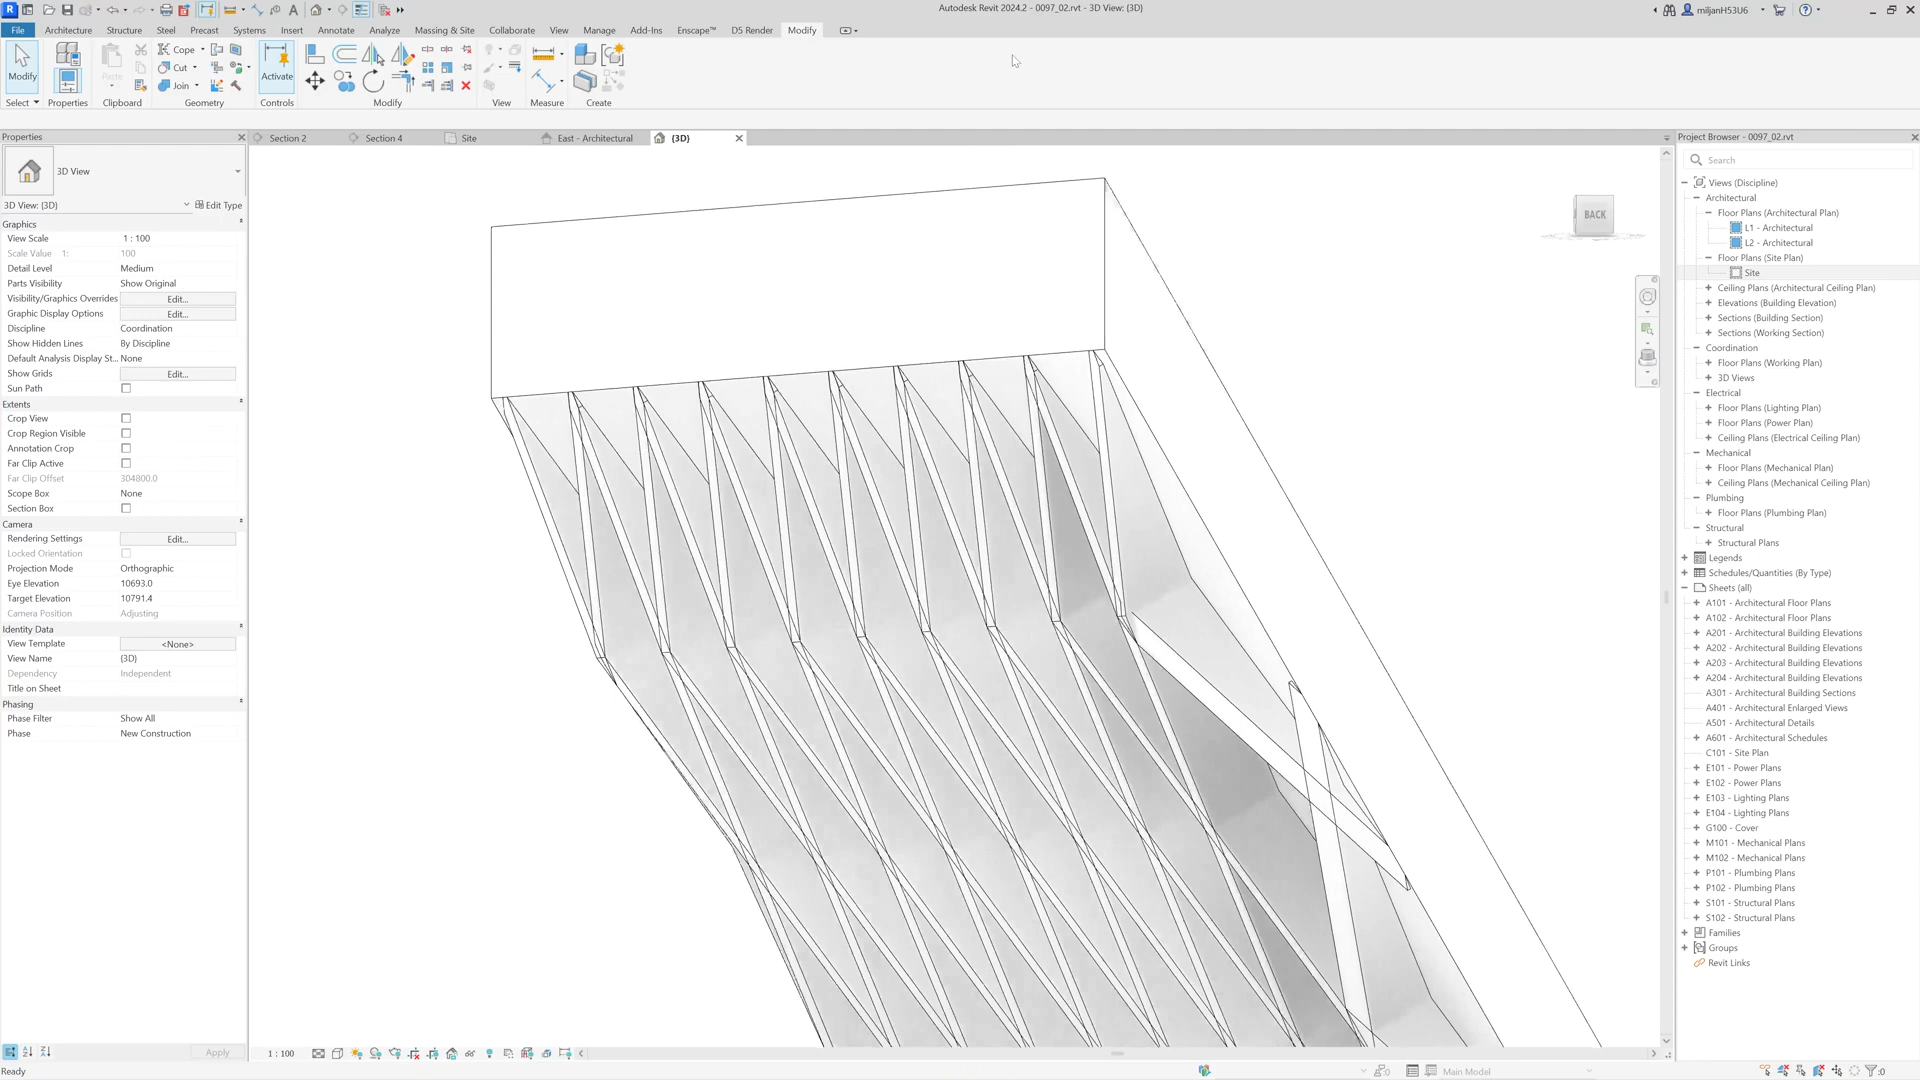 Autodesk Revit 2024.2 - 0097_02.rvt - 3D View: {3D}
miljanH53U6
File Architecture Structure Steel Precast Systems Insert Annotate Analyze Massing & Site Collaborate View Manage Add-Ins Enscape™ D5 Render Modify
Modify Paste Cope Cut Join Activate
Select Properties Clipboard Geometry Controls Modify View Measure Create
Properties
Section 2 Section 4 Site East - Architectural {3D}
Project Browser - 0097_02.rvt
3D View
3D View: {3D} Edit Type
Graphics
View Scale 1 : 100
Scale Value 1: 100
Detail Level Medium
Parts Visibility Show Original
Visibility/Graphics Overrides Edit...
Graphic Display Options Edit...
Discipline Coordination
Show Hidden Lines By Discipline
Default Analysis Display St... None
Show Grids Edit...
Sun Path
Extents
Crop View
Crop Region Visible
Annotation Crop
Far Clip Active
Far Clip Offset 304800.0
Scope Box None
Section Box
Camera
Rendering Settings Edit...
Locked Orientation
Projection Mode Orthographic
Eye Elevation 10693.0
Target Elevation 10791.4
Camera Position Adjusting
Identity Data
View Template <None>
View Name {3D}
Dependency Independent
Title on Sheet
Phasing
Phase Filter Show All
Phase New Construction
Apply
BACK
Search
Views (Discipline)
Architectural
Floor Plans (Architectural Plan)
L1 - Architectural
L2 - Architectural
Floor Plans (Site Plan)
Site
Ceiling Plans (Architectural Ceiling Plan)
Elevations (Building Elevation)
Sections (Building Section)
Sections (Working Section)
Coordination
Floor Plans (Working Plan)
3D Views
Electrical
Floor Plans (Lighting Plan)
Floor Plans (Power Plan)
Ceiling Plans (Electrical Ceiling Plan)
Mechanical
Floor Plans (Mechanical Plan)
Ceiling Plans (Mechanical Ceiling Plan)
Plumbing
Floor Plans (Plumbing Plan)
Structural
Structural Plans
Legends
Schedules/Quantities (By Type)
Sheets (all)
A101 - Architectural Floor Plans
A102 - Architectural Floor Plans
A201 - Architectural Building Elevations
A202 - Architectural Building Elevations
A203 - Architectural Building Elevations
A204 - Architectural Building Elevations
A301 - Architectural Building Sections
A401 - Architectural Enlarged Views
A501 - Architectural Details
A601 - Architectural Schedules
C101 - Site Plan
E101 - Power Plans
E102 - Power Plans
E103 - Lighting Plans
E104 - Lighting Plans
G100 - Cover
M101 - Mechanical Plans
M102 - Mechanical Plans
P101 - Plumbing Plans
P102 - Plumbing Plans
S101 - Structural Plans
S102 - Structural Plans
Families
Groups
Revit Links
1 : 100
Ready
:0 Main Model :0